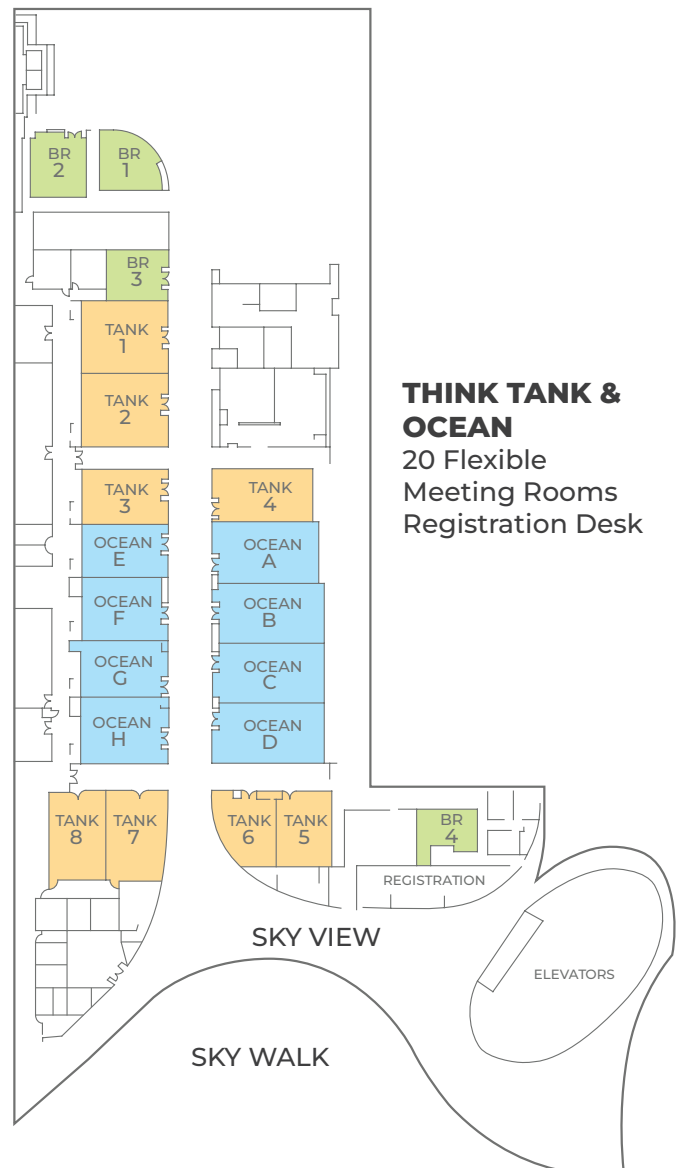 BR
2
BR
1
BR
3
TANK
1
TANK
2
THINK TANK &
OCEAN
20 Flexible
Meeting Rooms
Registration Desk
TANK
3
TANK
4
OCEAN
E
OCEAN
A
OCEAN
F
OCEAN
B
OCEAN
G
OCEAN
C
OCEAN
H
OCEAN
D
TANK
8
TANK
7
TANK
6
TANK
5
BR
4
REGISTRATION
SKY VIEW
ELEVATORS
SKY WALK